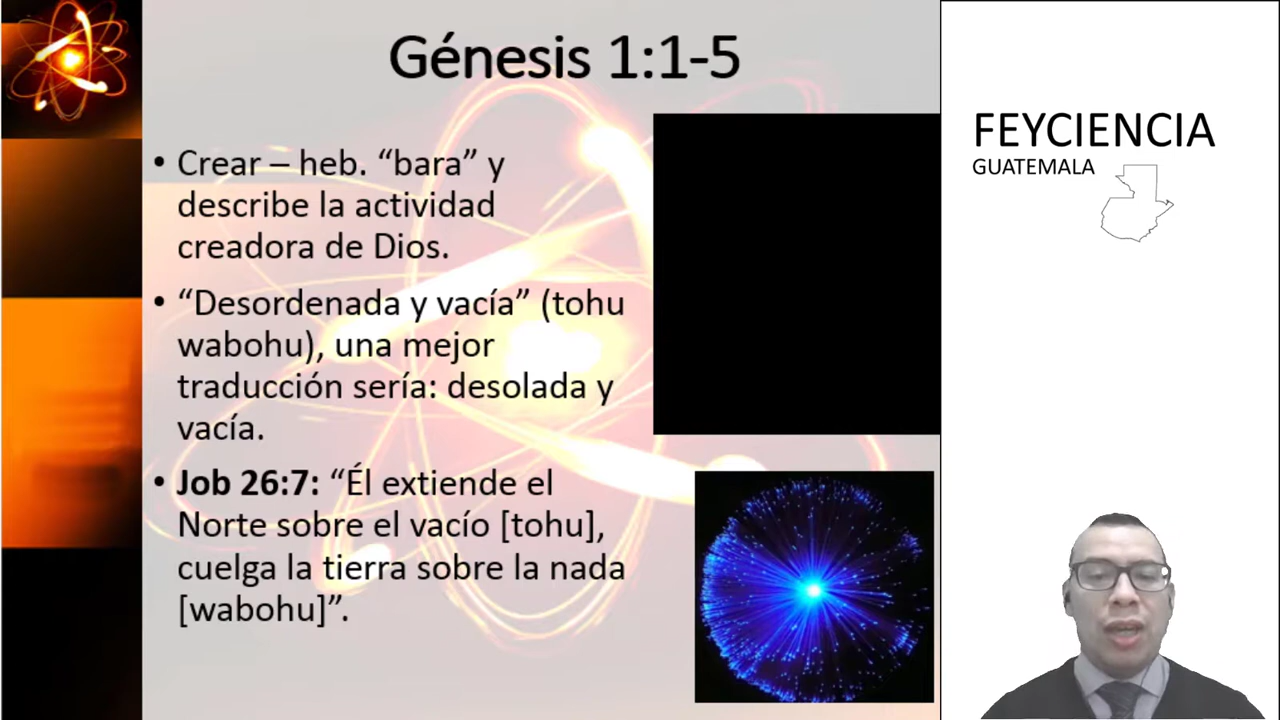 Génesis 1:1-5
• Crear – heb. “bara” y
describe la actividad
creadora de Dios.
• “Desordenada y vacía” (tohu
wabohu), una mejor
traducción sería: desolada y
vacía.
• Job 26:7: “Él extiende el
Norte sobre el vacío [tohu],
cuelga la tierra sobre la nada
[wabohu]”.
FEYCIENCIA
GUATEMALA